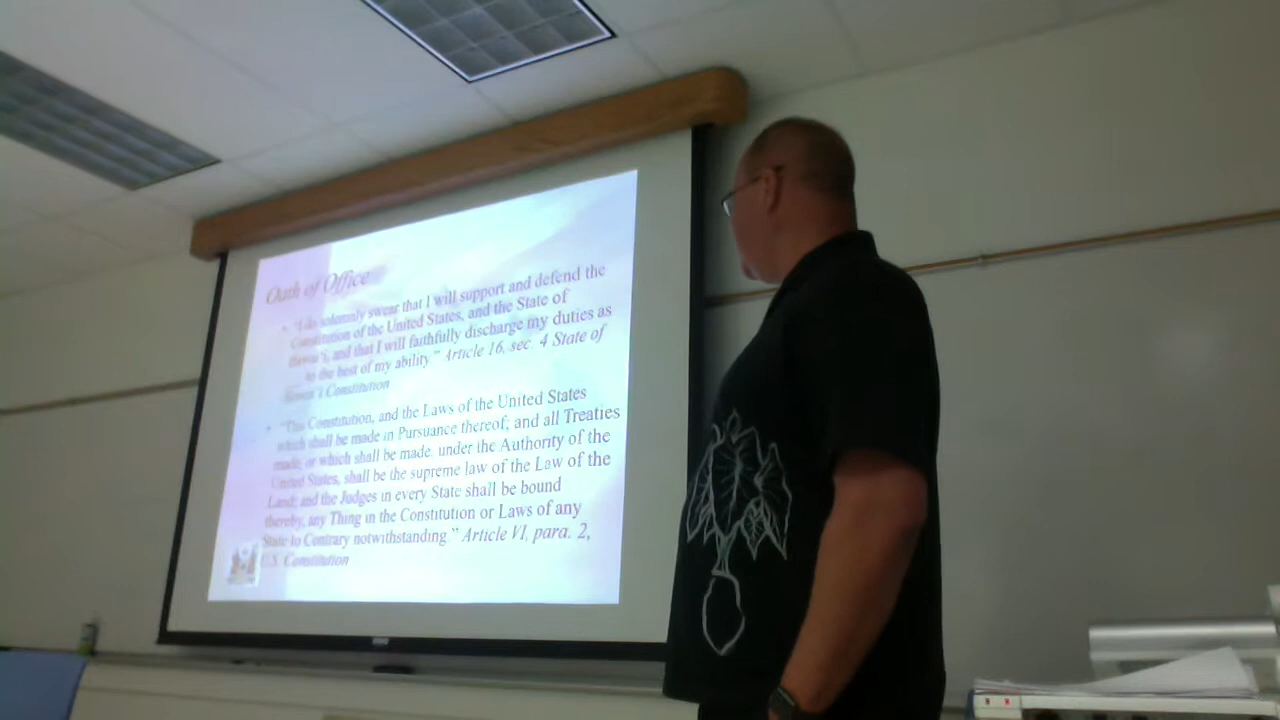 Oath of Office
"I do solemnly swear that I will support and defend the
Constitution of the United States, and the State of
Hawai'i, and that I will faithfully discharge my duties as
to the best of my ability." Article 16, sec. 4 State of
Hawai'i Constitution
"This Constitution, and the Laws of the United States
which shall be made in Pursuance thereof; and all Treaties
made, or which shall be made, under the Authority of the
United States, shall be the supreme law of the Law of the
Land; and the Judges in every State shall be bound
thereby, any Thing in the Constitution or Laws of any
State to Contrary notwithstanding." Article VI, para. 2,
U.S. Constitution